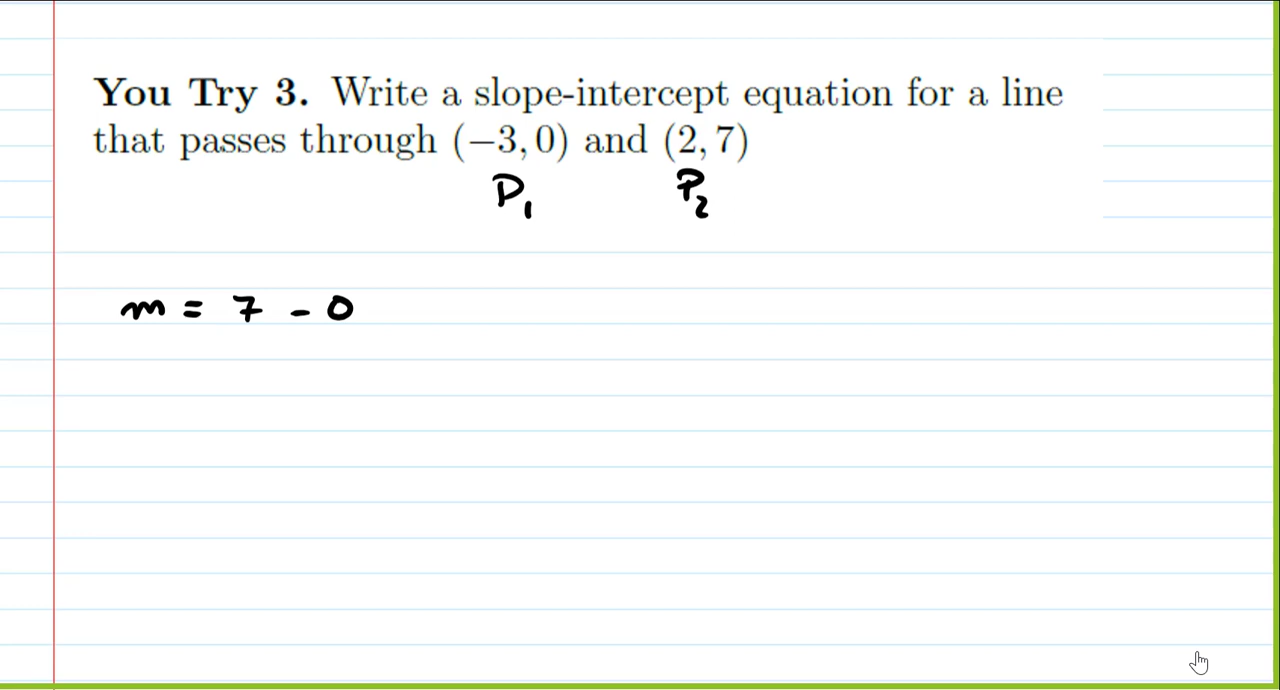 You Try 3. Write a slope-intercept equation for a line
that passes through (−3, 0) and (2, 7)
P₁ P₂
m = 7 - 0